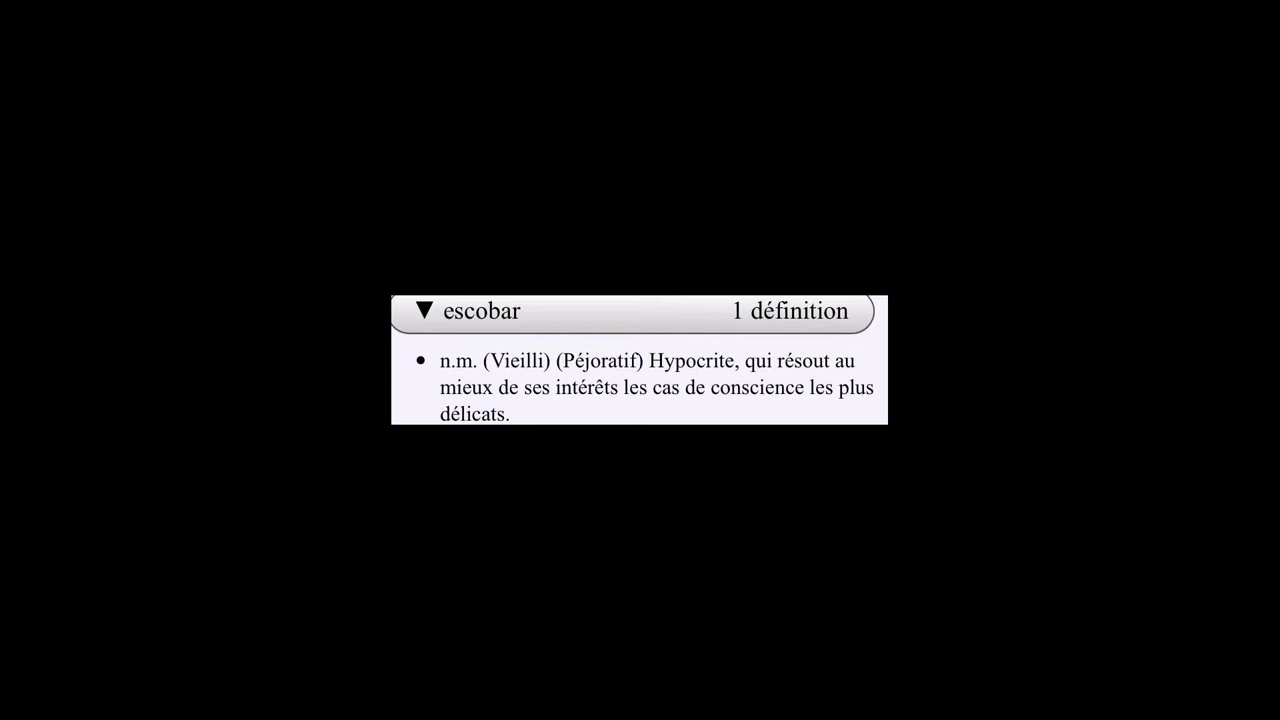 ▼ escobar 1 définition
• n.m. (Vieilli) (Péjoratif) Hypocrite, qui résout au
mieux de ses intérêts les cas de conscience les plus
délicats.